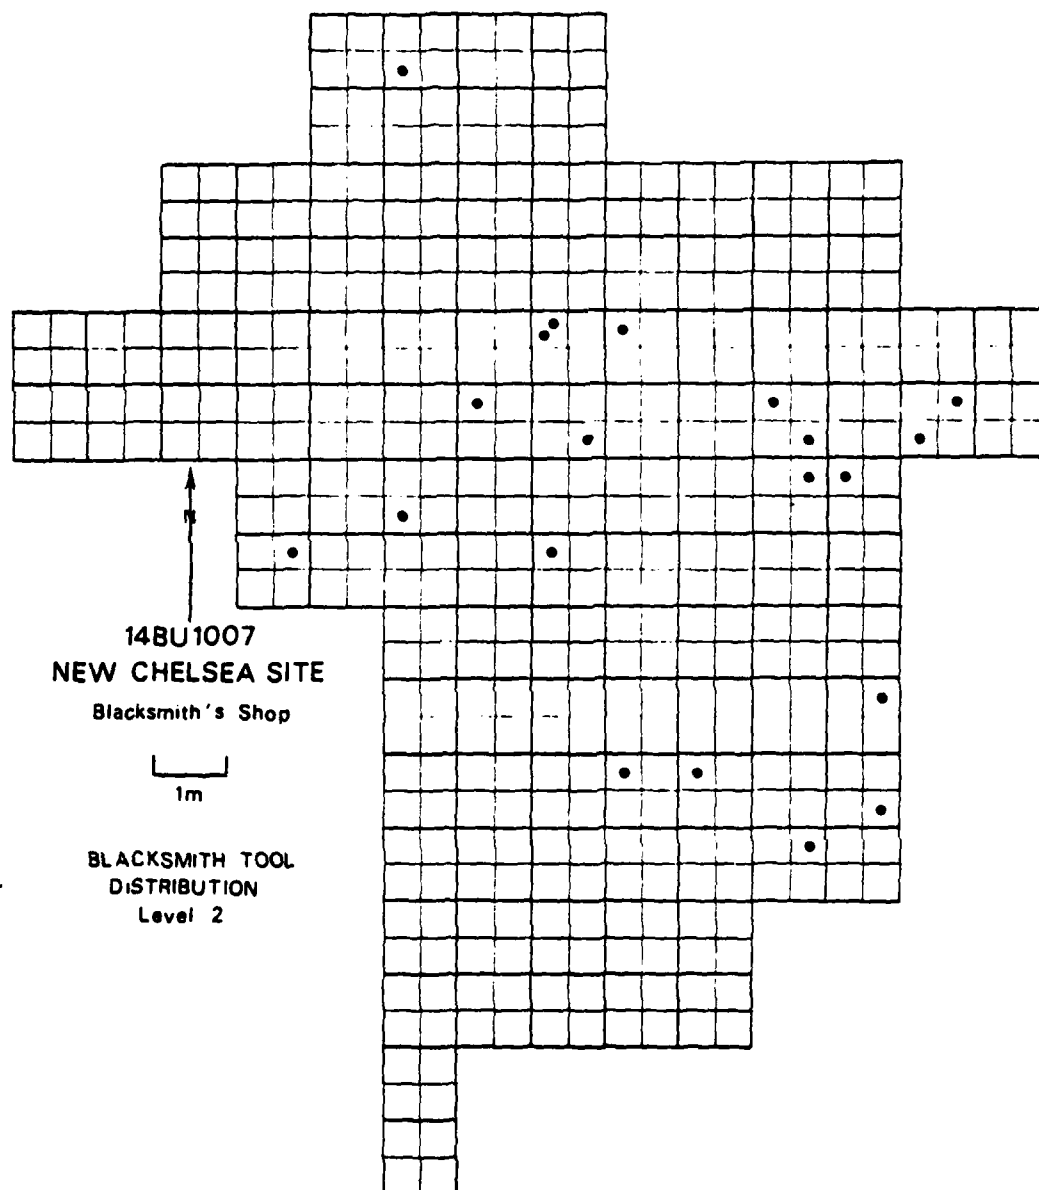 N
14BU1007
NEW CHELSEA SITE
Blacksmith's Shop
1m
BLACKSMITH TOOL
DISTRIBUTION
Level 2